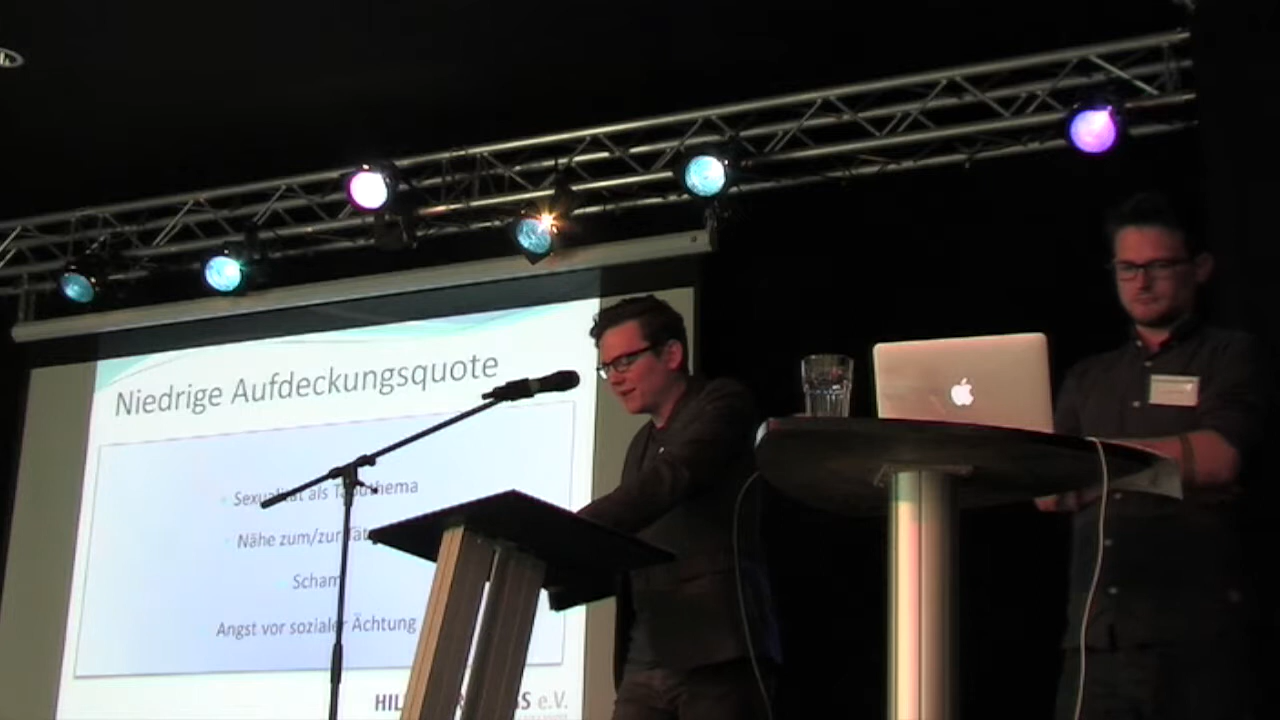 Niedrige Aufdeckungsquote
Sexualität als Tabuthema
Nähe zum/zur
Scham
Angst vor sozialer Ächtung
e.V.